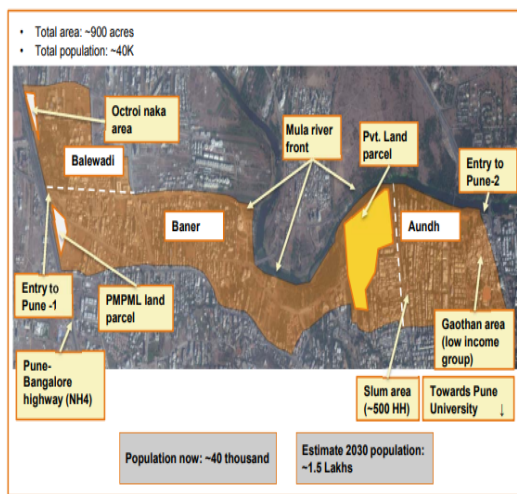 • Total area: ~900 acres
• Total population: ~40K
Octroi naka
area
Balewadi
Mula river
front
Pvt. Land
parcel
Entry to
Pune-2
Baner
Aundh
Entry to
Pune -1
PMPML land
parcel
Gaothan area
(low income
group)
Pune-
Bangalore
highway (NH4)
Slum area
(~500 HH)
Towards Pune
University ↓
Population now: ~40 thousand
Estimate 2030 population:
~1.5 Lakhs